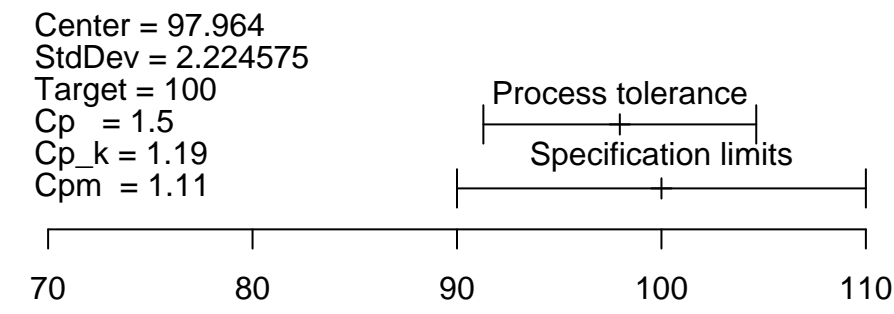 Center = 97.964
StdDev = 2.224575
Target = 100
Cp = 1.5
Cp_k = 1.19
Cpm = 1.11
Process tolerance
Specification limits
70 80 90 100 110